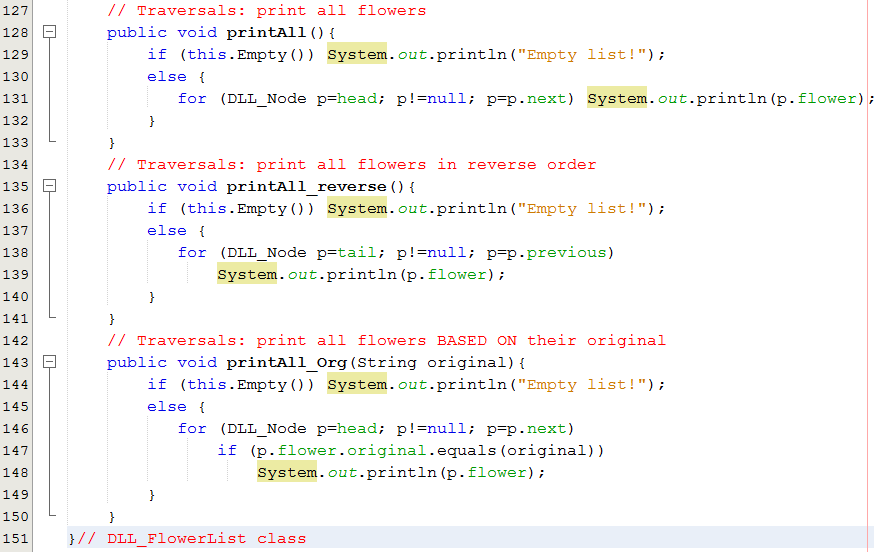 127 // Traversals: print all flowers
128 public void printAll(){
129 if (this.Empty()) System.out.println("Empty list!");
130 else {
131 for (DLL_Node p=head; p!=null; p=p.next) System.out.println(p.flower);
132 }
133 }
134 // Traversals: print all flowers in reverse order
135 public void printAll_reverse(){
136 if (this.Empty()) System.out.println("Empty list!");
137 else {
138 for (DLL_Node p=tail; p!=null; p=p.previous)
139 System.out.println(p.flower);
140 }
141 }
142 // Traversals: print all flowers BASED ON their original
143 public void printAll_Org(String original){
144 if (this.Empty()) System.out.println("Empty list!");
145 else {
146 for (DLL_Node p=head; p!=null; p=p.next)
147 if (p.flower.original.equals(original))
148 System.out.println(p.flower);
149 }
150 }
151 }// DLL_FlowerList class